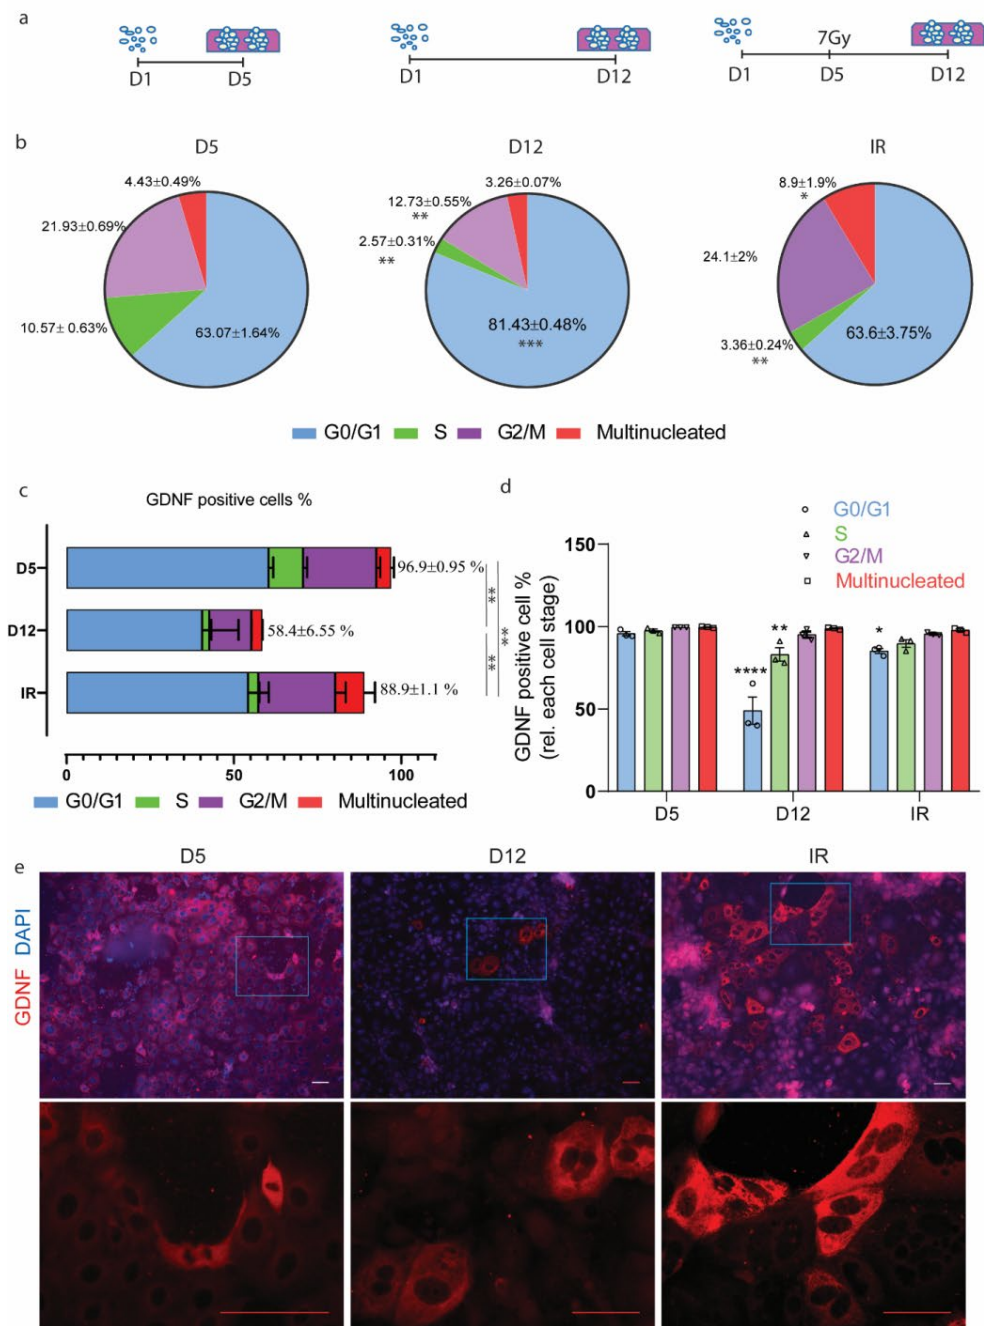 a
7Gy
D1 D5
D1 D12
D1 D5 D12
b
D5 D12 IR
4.43±0.49%
21.93±0.69%
10.57± 0.63%
63.07±1.64%
3.26±0.07%
12.73±0.55%
**
2.57±0.31%
**
81.43±0.48%
***
8.9±1.9%
*
24.1±2%
3.36±0.24%
**
63.6±3.75%
G0/G1 S G2/M Multinucleated
c
GDNF positive cells %
D5
96.9±0.95 %
D12
58.4±6.55 %
IR
88.9±1.1 %
**
**
**
0 50 100
G0/G1 S G2/M Multinucleated
d
G0/G1
S
G2/M
Multinucleated
GDNF positive cell %
(rel. each cell stage)
150
100
50
0
****
**
*
D5 D12 IR
e
D5 D12 IR
GDNF DAPI